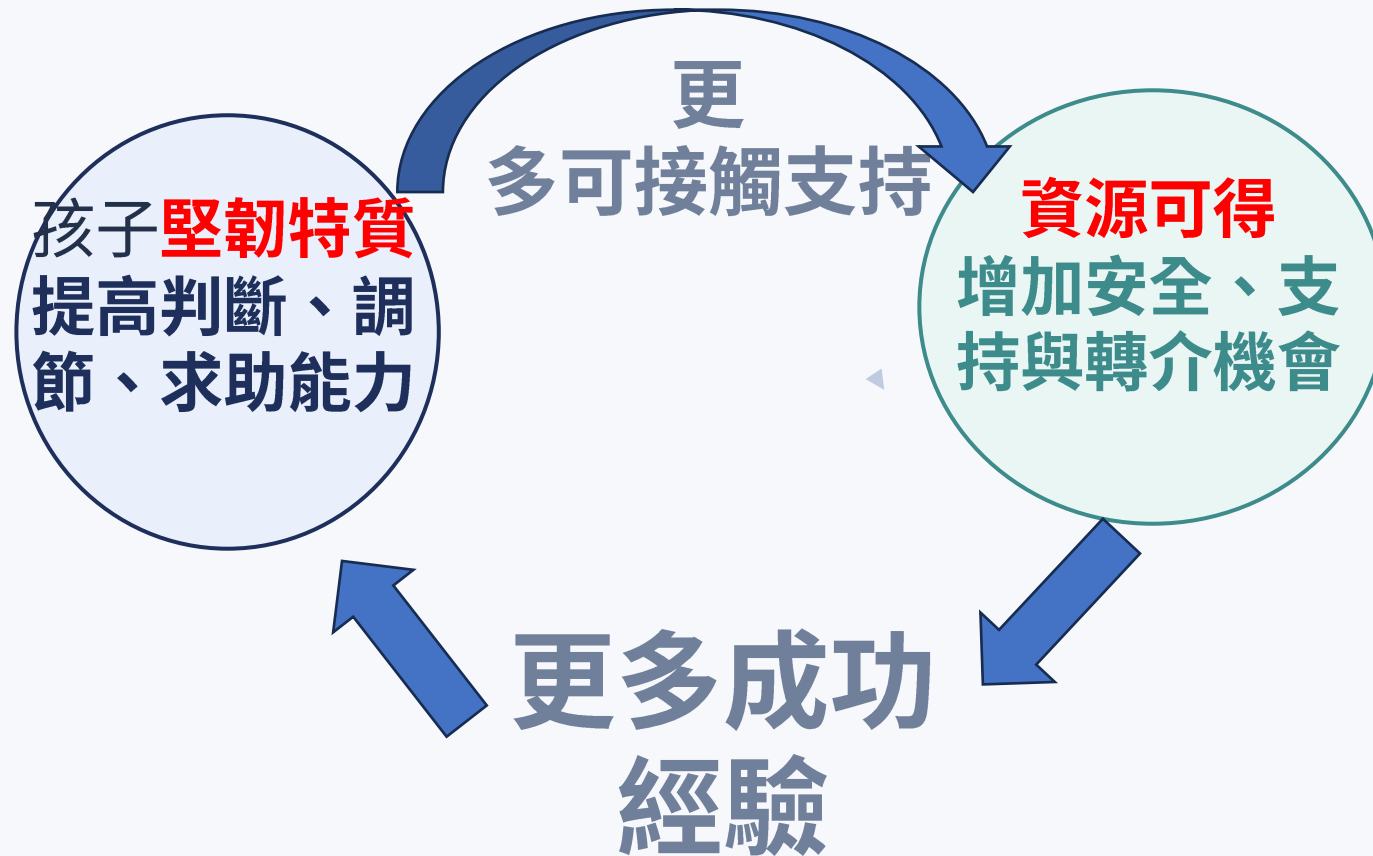 更
多可接觸支持
孩子堅韌特質
提高判斷、調
節、求助能力
資源可得
增加安全、支
持與轉介機會
更多成功
經驗